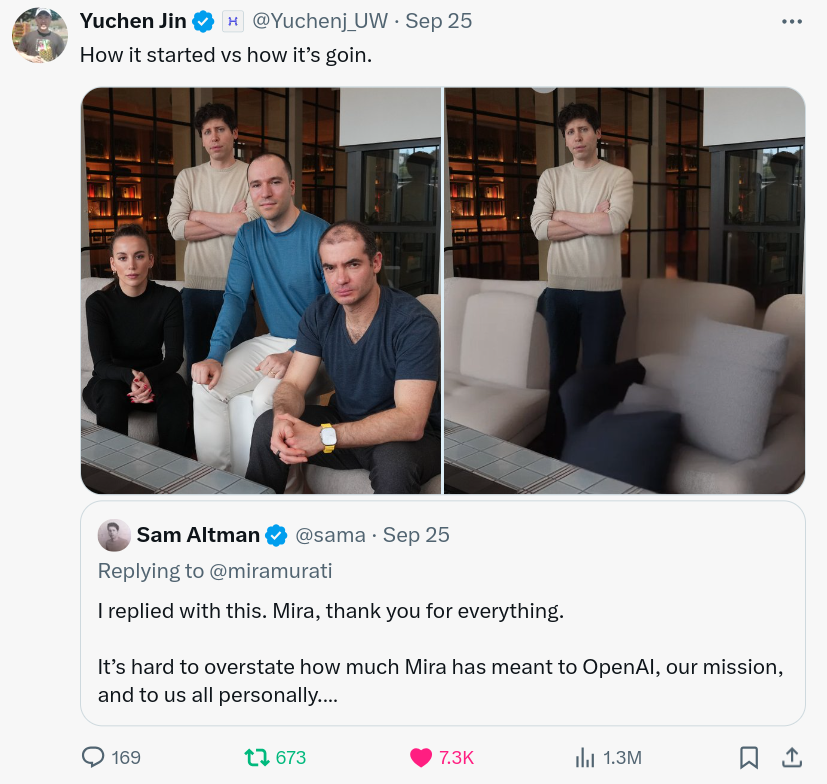 Yuchen Jin H @Yuchenj_UW · Sep 25
How it started vs how it’s goin.
Sam Altman @sama · Sep 25
Replying to @miramurati
I replied with this. Mira, thank you for everything.
It’s hard to overstate how much Mira has meant to OpenAI, our mission,
and to us all personally....
169 673 7.3K 1.3M